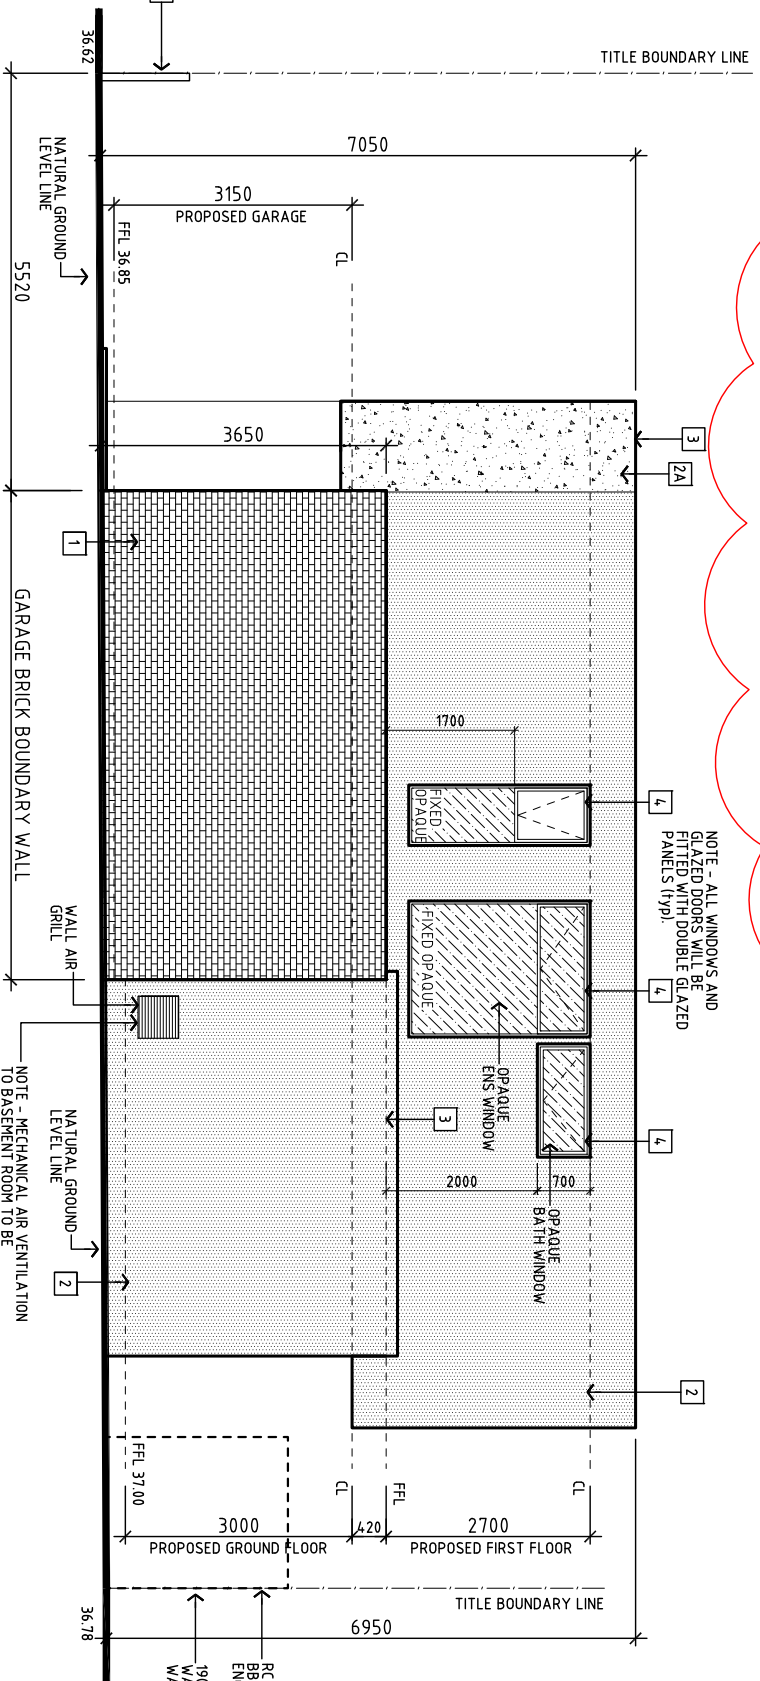 36.62
TITLE BOUNDARY LINE
7050
NATURAL GROUND
LEVEL LINE
3150
PROPOSED GARAGE
FFL 36.85
CL
5520
3650
3
2A
1
GARAGE BRICK BOUNDARY WALL
1700
4
FIXED
OPAQUE
NOTE - ALL WINDOWS AND
GLAZED DOORS WILL BE
FITTED WITH DOUBLE GLAZED
PANELS (typ).
FIXED OPAQUE
4
WALL AIR
GRILL
OPAQUE
ENS WINDOW
3
4
NOTE - MECHANICAL AIR VENTILATION
TO BASEMENT ROOM TO BE
NATURAL GROUND
LEVEL LINE
2000
700
OPAQUE
BATH WINDOW
2
2
FFL 37.00
CL
FFL
CL
3000
PROPOSED GROUND FLOOR
420
2700
PROPOSED FIRST FLOOR
TITLE BOUNDARY LINE
36.78
6950
RC
BB